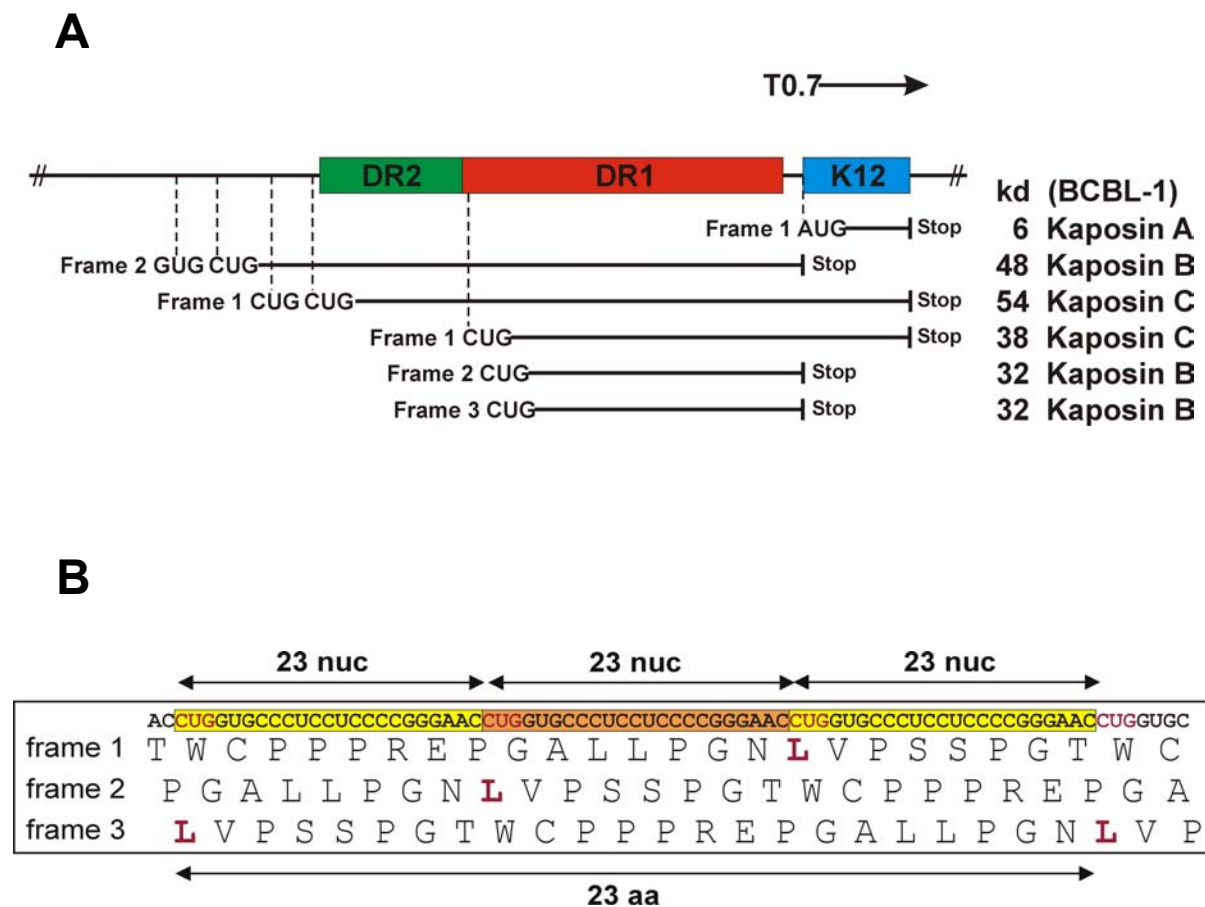 A
T0.7
// DR2 DR1 K12 //
kd (BCBL-1)
Frame 1 AUG Stop 6 Kaposin A
Frame 2 GUG CUG Stop 48 Kaposin B
Frame 1 CUG CUG Stop 54 Kaposin C
Frame 1 CUG Stop 38 Kaposin C
Frame 2 CUG Stop 32 Kaposin B
Frame 3 CUG Stop 32 Kaposin B
B
23 nuc 23 nuc 23 nuc
ACCUGGUGCCCUCCUCCCCGGGAACCUGGUGCCCUCCUCCCCGGGAACCUGGUGCCCUCCUCCCCGGGAACCUGGUGC
frame 1 T W C P P P R E P G A L L P G N L V P S S P G T W C
frame 2 P G A L L P G N L V P S S P G T W C P P P R E P G A
frame 3 L V P S S P G T W C P P P R E P G A L L P G N L V P
23 aa